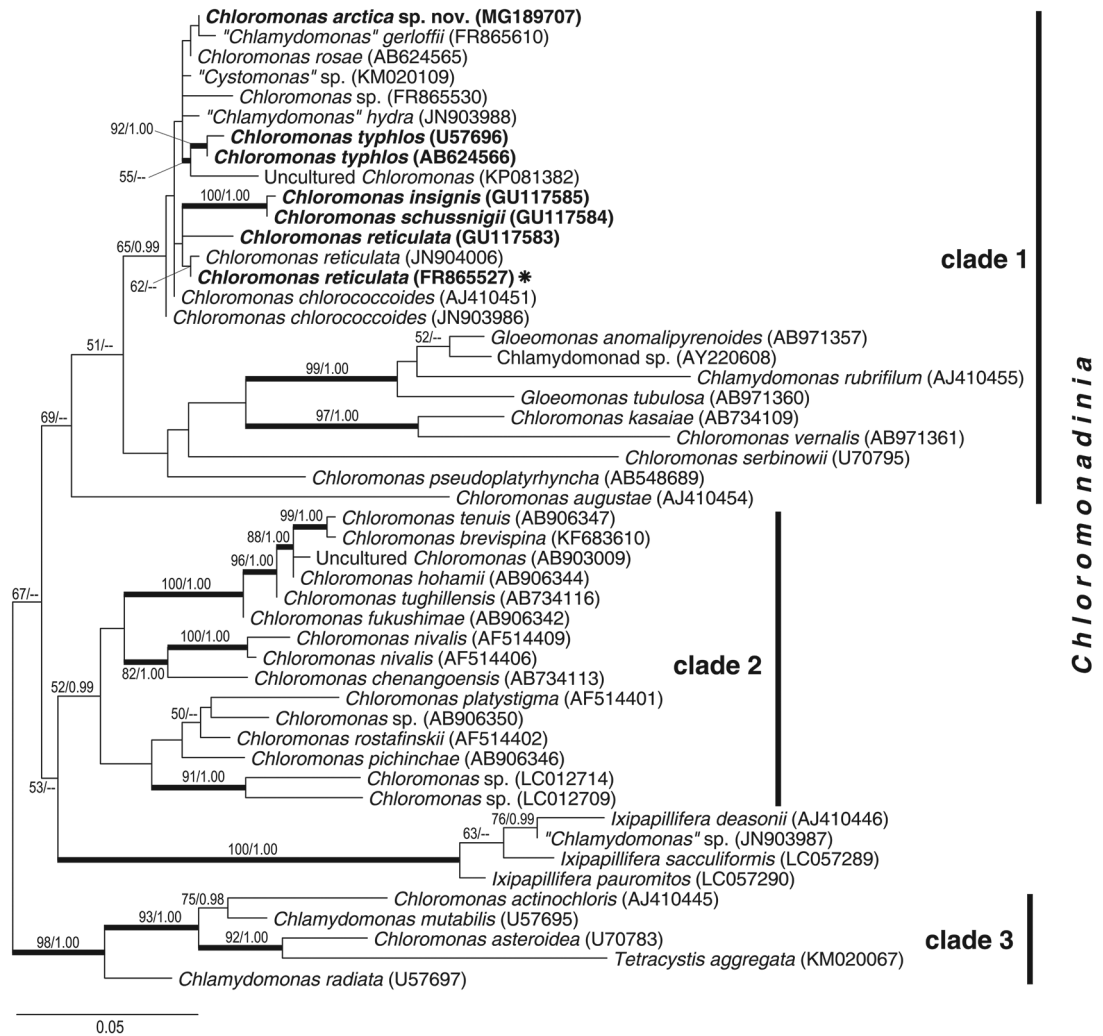 Chloromonas arctica sp. nov. (MG189707)
"Chlamydomonas" gerloffii (FR865610)
Chloromonas rosae (AB624565)
"Cystomonas" sp. (KM020109)
Chloromonas sp. (FR865530)
"Chlamydomonas" hydra (JN903988)
92/1.00
Chloromonas typhlos (U57696)
Chloromonas typhlos (AB624566)
55/--
Uncultured Chloromonas (KP081382)
100/1.00
Chloromonas insignis (GU117585)
Chloromonas schussnigii (GU117584)
Chloromonas reticulata (GU117583)
65/0.99
Chloromonas reticulata (JN904006)
clade 1
62/--
Chloromonas reticulata (FR865527) *
Chloromonas chlorococcoides (AJ410451)
Chloromonas chlorococcoides (JN903986)
51/--
52/--
Gloeomonas anomalipyrenoides (AB971357)
Chlamydomonad sp. (AY220608)
99/1.00
Chlamydomonas rubrifilum (AJ410455)
Gloeomonas tubulosa (AB971360)
69/--
97/1.00
Chloromonas kasaiae (AB734109)
Chloromonas vernalis (AB971361)
Chloromonas serbinowii (U70795)
Chloromonas pseudoplatyrhyncha (AB548689)
Chloromonas augustae (AJ410454)
Chloromonadinia
99/1.00
Chloromonas tenuis (AB906347)
88/1.00
Chloromonas brevispina (KF683610)
96/1.00
Uncultured Chloromonas (AB903009)
100/1.00
Chloromonas hohamii (AB906344)
67/--
Chloromonas tughillensis (AB734116)
Chloromonas fukushimae (AB906342)
100/1.00
Chloromonas nivalis (AF514409)
Chloromonas nivalis (AF514406)
clade 2
82/1.00
Chloromonas chenangoensis (AB734113)
52/0.99
Chloromonas platystigma (AF514401)
50/--
Chloromonas sp. (AB906350)
Chloromonas rostafinskii (AF514402)
Chloromonas pichinchae (AB906346)
53/--
91/1.00
Chloromonas sp. (LC012714)
Chloromonas sp. (LC012709)
76/0.99
Ixipapillifera deasonii (AJ410446)
63/--
"Chlamydomonas" sp. (JN903987)
100/1.00
Ixipapillifera sacculiformis (LC057289)
Ixipapillifera pauromitos (LC057290)
75/0.98
Chloromonas actinochloris (AJ410445)
93/1.00
Chlamydomonas mutabilis (U57695)
98/1.00
92/1.00
Chloromonas asteroidea (U70783)
clade 3
Tetracystis aggregata (KM020067)
Chlamydomonas radiata (U57697)
0.05